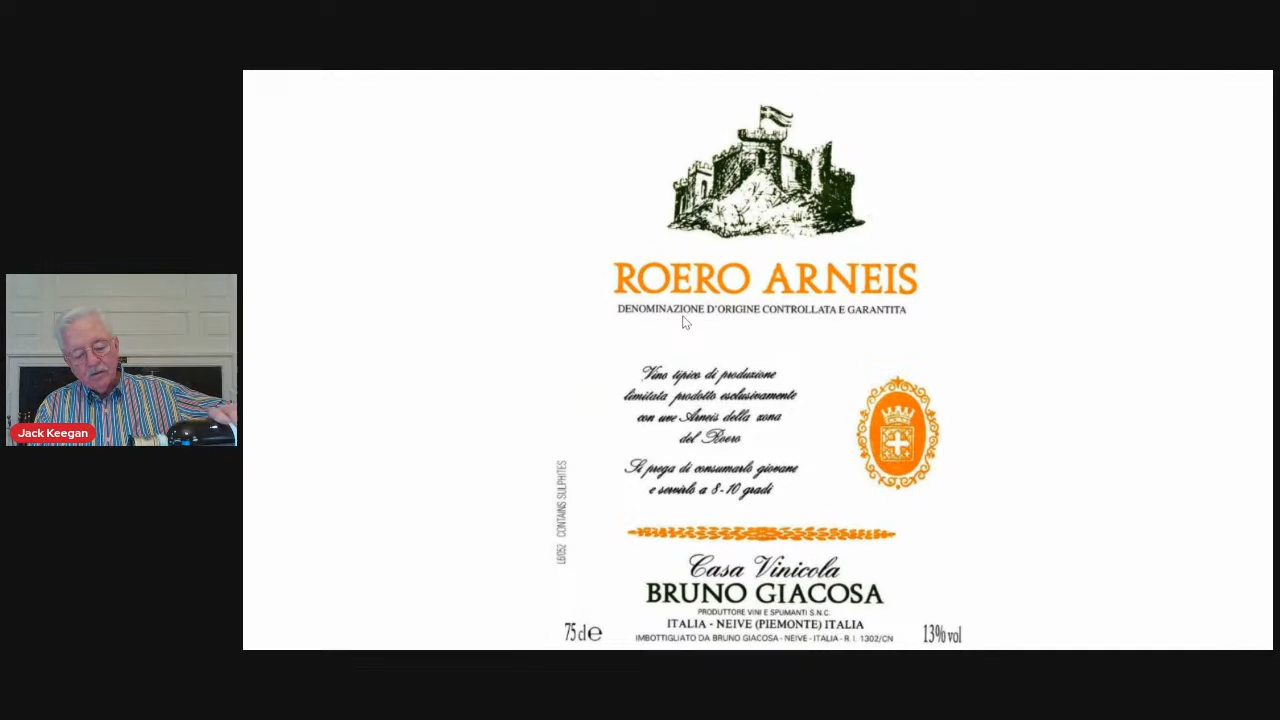 ROERO ARNEIS
DENOMINAZIONE D'ORIGINE CONTROLLATA E GARANTITA
Vino tipico di produzione
limitata prodotto esclusivamente
con uve Arneis della zona
del Roero
Si prega di consumarlo giovane
e servirlo a 8-10 gradi
CONTAINS SULPHITES
Casa Vinicola
BRUNO GIACOSA
PRODUTTORE VINI E SPUMANTI S.N.C.
ITALIA - NEIVE (PIEMONTE) ITALIA
75 cl e
IMBOTTIGLIATO DA BRUNO GIACOSA - NEIVE - ITALIA - R. I. 1302/CN
13% vol
Jack Keegan